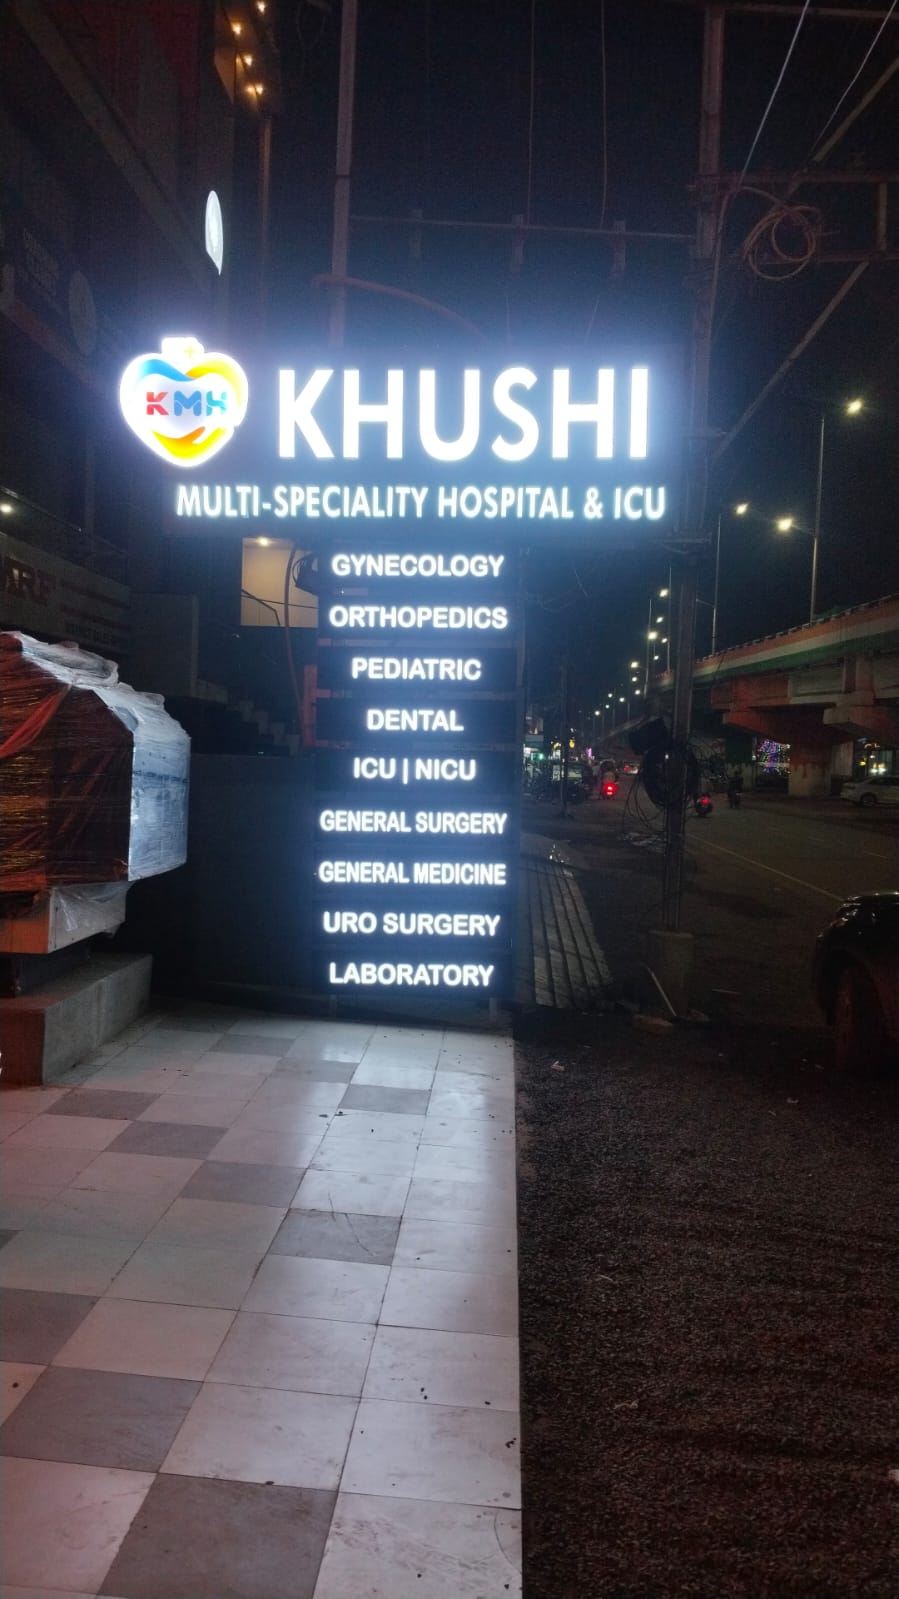 KMH
KHUSHI
MULTI-SPECIALITY HOSPITAL & ICU
GYNECOLOGY
ORTHOPEDICS
PEDIATRIC
DENTAL
ICU | NICU
GENERAL SURGERY
GENERAL MEDICINE
URO SURGERY
LABORATORY